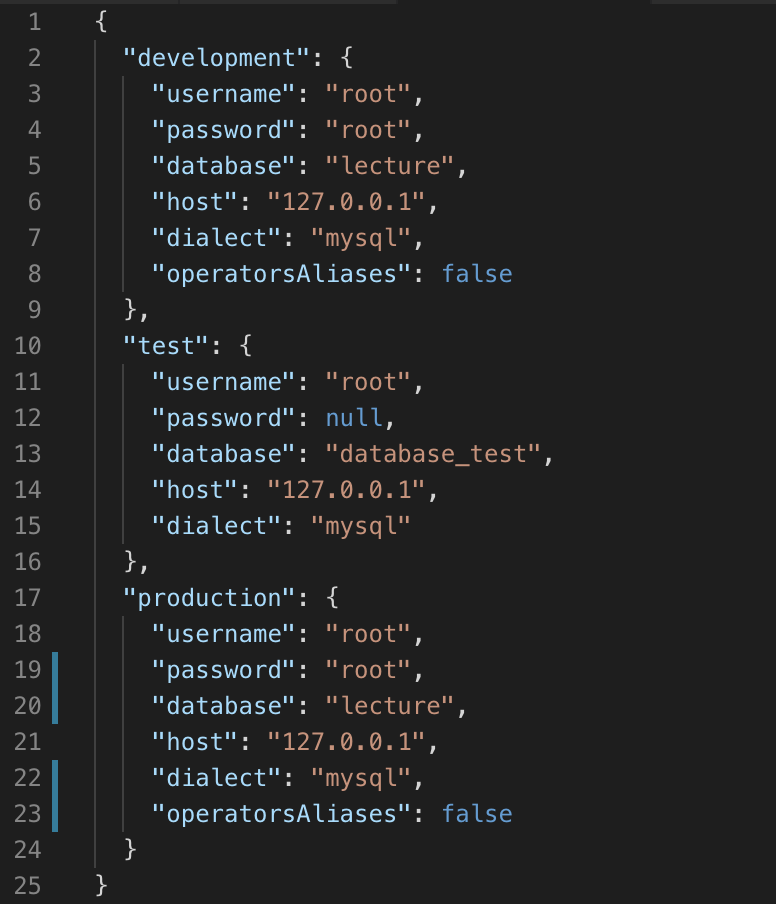 1 {
2 "development": {
3 "username": "root",
4 "password": "root",
5 "database": "lecture",
6 "host": "127.0.0.1",
7 "dialect": "mysql",
8 "operatorsAliases": false
9 },
10 "test": {
11 "username": "root",
12 "password": null,
13 "database": "database_test",
14 "host": "127.0.0.1",
15 "dialect": "mysql"
16 },
17 "production": {
18 "username": "root",
19 "password": "root",
20 "database": "lecture",
21 "host": "127.0.0.1",
22 "dialect": "mysql",
23 "operatorsAliases": false
24 }
25 }